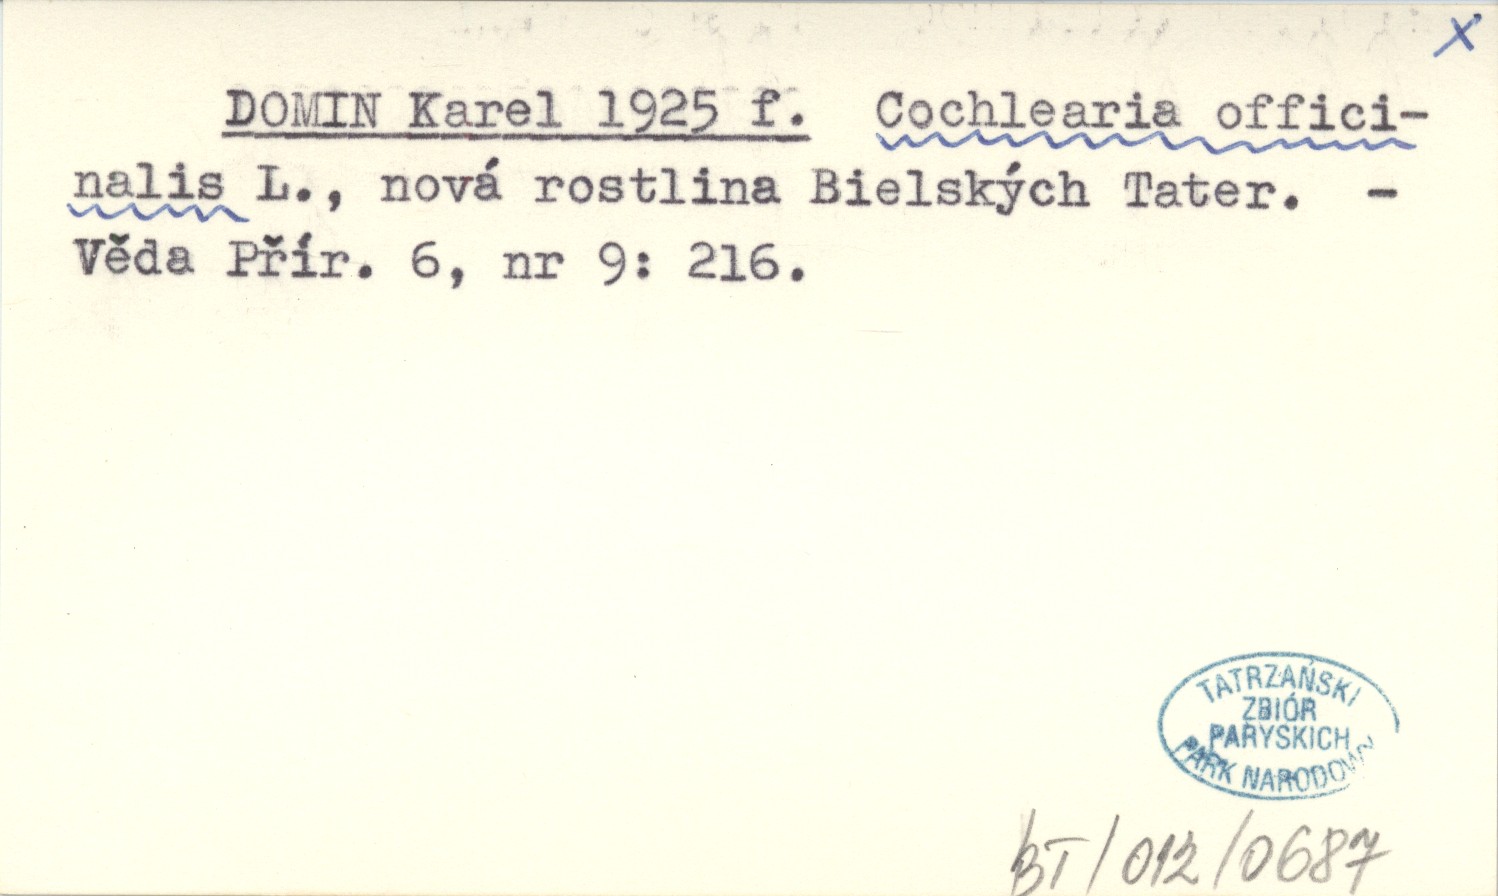 X
DOMIN Karel 1925 f. Cochlearia offici-
nalis L., nová rostlina Bielských Tater. -
Věda Přír. 6, nr 9: 216.
TATRZAŃSKI
ZBIÓR
PARYSKICH
PARK NARODOWY
BT/012/0687